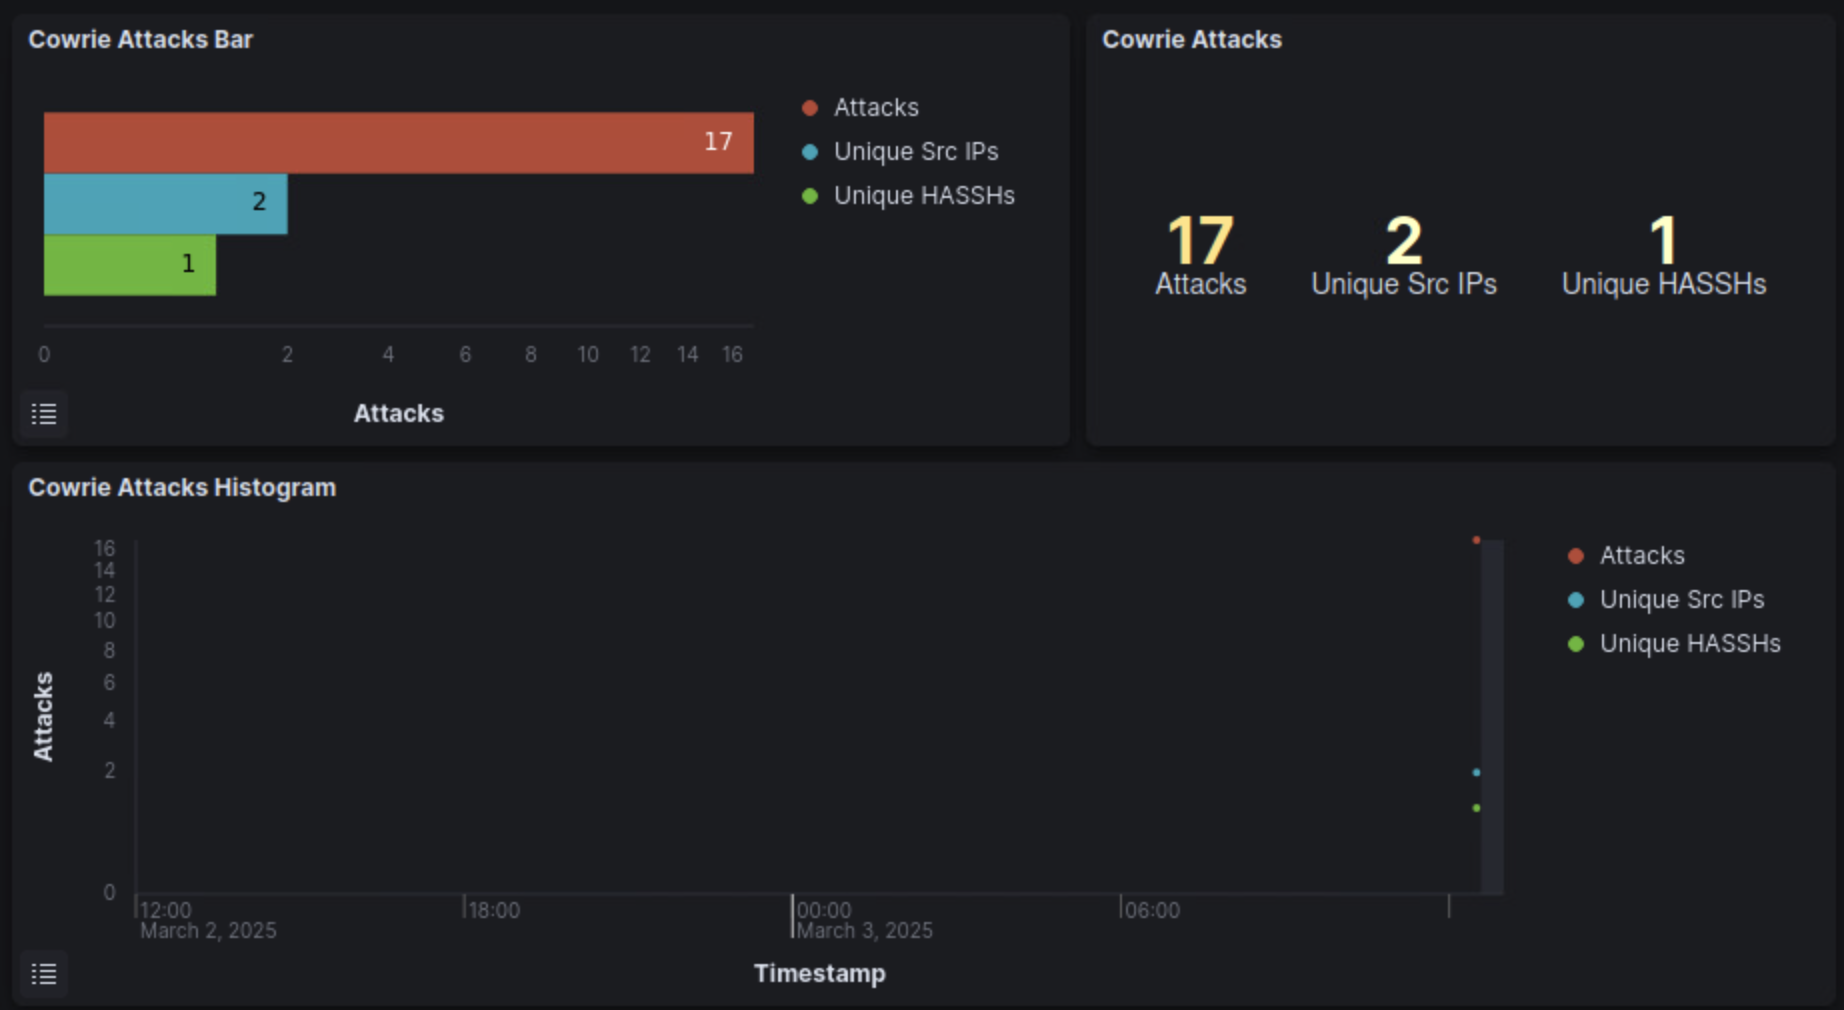 Cowrie Attacks Bar
17
2
1
0 2 4 6 8 10 12 14 16
Attacks
Attacks
Unique Src IPs
Unique HASSHs
Cowrie Attacks
17 2 1
Attacks Unique Src IPs Unique HASSHs
Cowrie Attacks Histogram
16
14
12
10
8
6
4
2
0
Attacks
12:00 18:00 00:00 06:00
March 2, 2025 March 3, 2025
Timestamp
Attacks
Unique Src IPs
Unique HASSHs